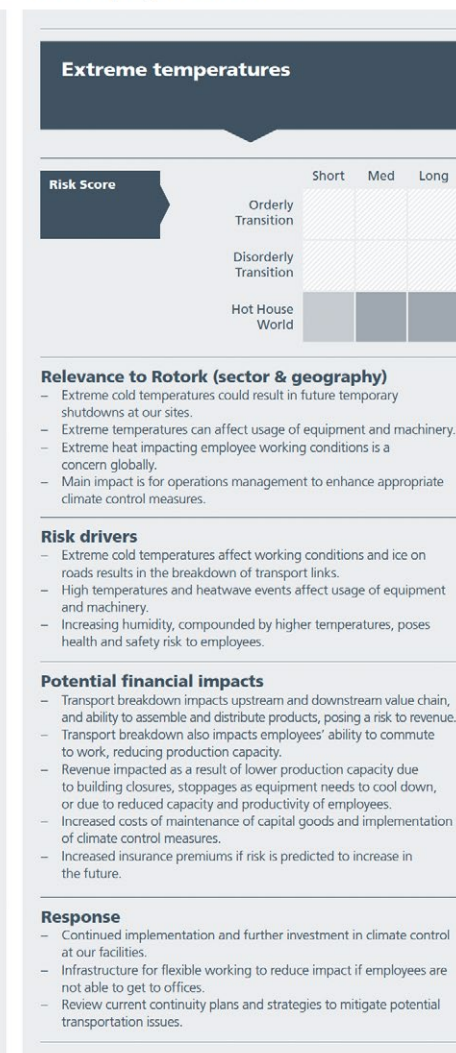 Extreme temperatures
Risk Score
Short Med Long
Orderly
Transition
Disorderly
Transition
Hot House
World
Relevance to Rotork (sector & geography)
– Extreme cold temperatures could result in future temporary
shutdowns at our sites.
– Extreme temperatures can affect usage of equipment and machinery.
– Extreme heat impacting employee working conditions is a
concern globally.
– Main impact is for operations management to enhance appropriate
climate control measures.
Risk drivers
– Extreme cold temperatures affect working conditions and ice on
roads results in the breakdown of transport links.
– High temperatures and heatwave events affect usage of equipment
and machinery.
– Increasing humidity, compounded by higher temperatures, poses
health and safety risk to employees.
Potential financial impacts
– Transport breakdown impacts upstream and downstream value chain,
and ability to assemble and distribute products, posing a risk to revenue.
– Transport breakdown also impacts employees’ ability to commute
to work, reducing production capacity.
– Revenue impacted as a result of lower production capacity due
to building closures, stoppages as equipment needs to cool down,
or due to reduced capacity and productivity of employees.
– Increased costs of maintenance of capital goods and implementation
of climate control measures.
– Increased insurance premiums if risk is predicted to increase in
the future.
Response
– Continued implementation and further investment in climate control
at our facilities.
– Infrastructure for flexible working to reduce impact if employees are
not able to get to offices.
– Review current continuity plans and strategies to mitigate potential
transportation issues.